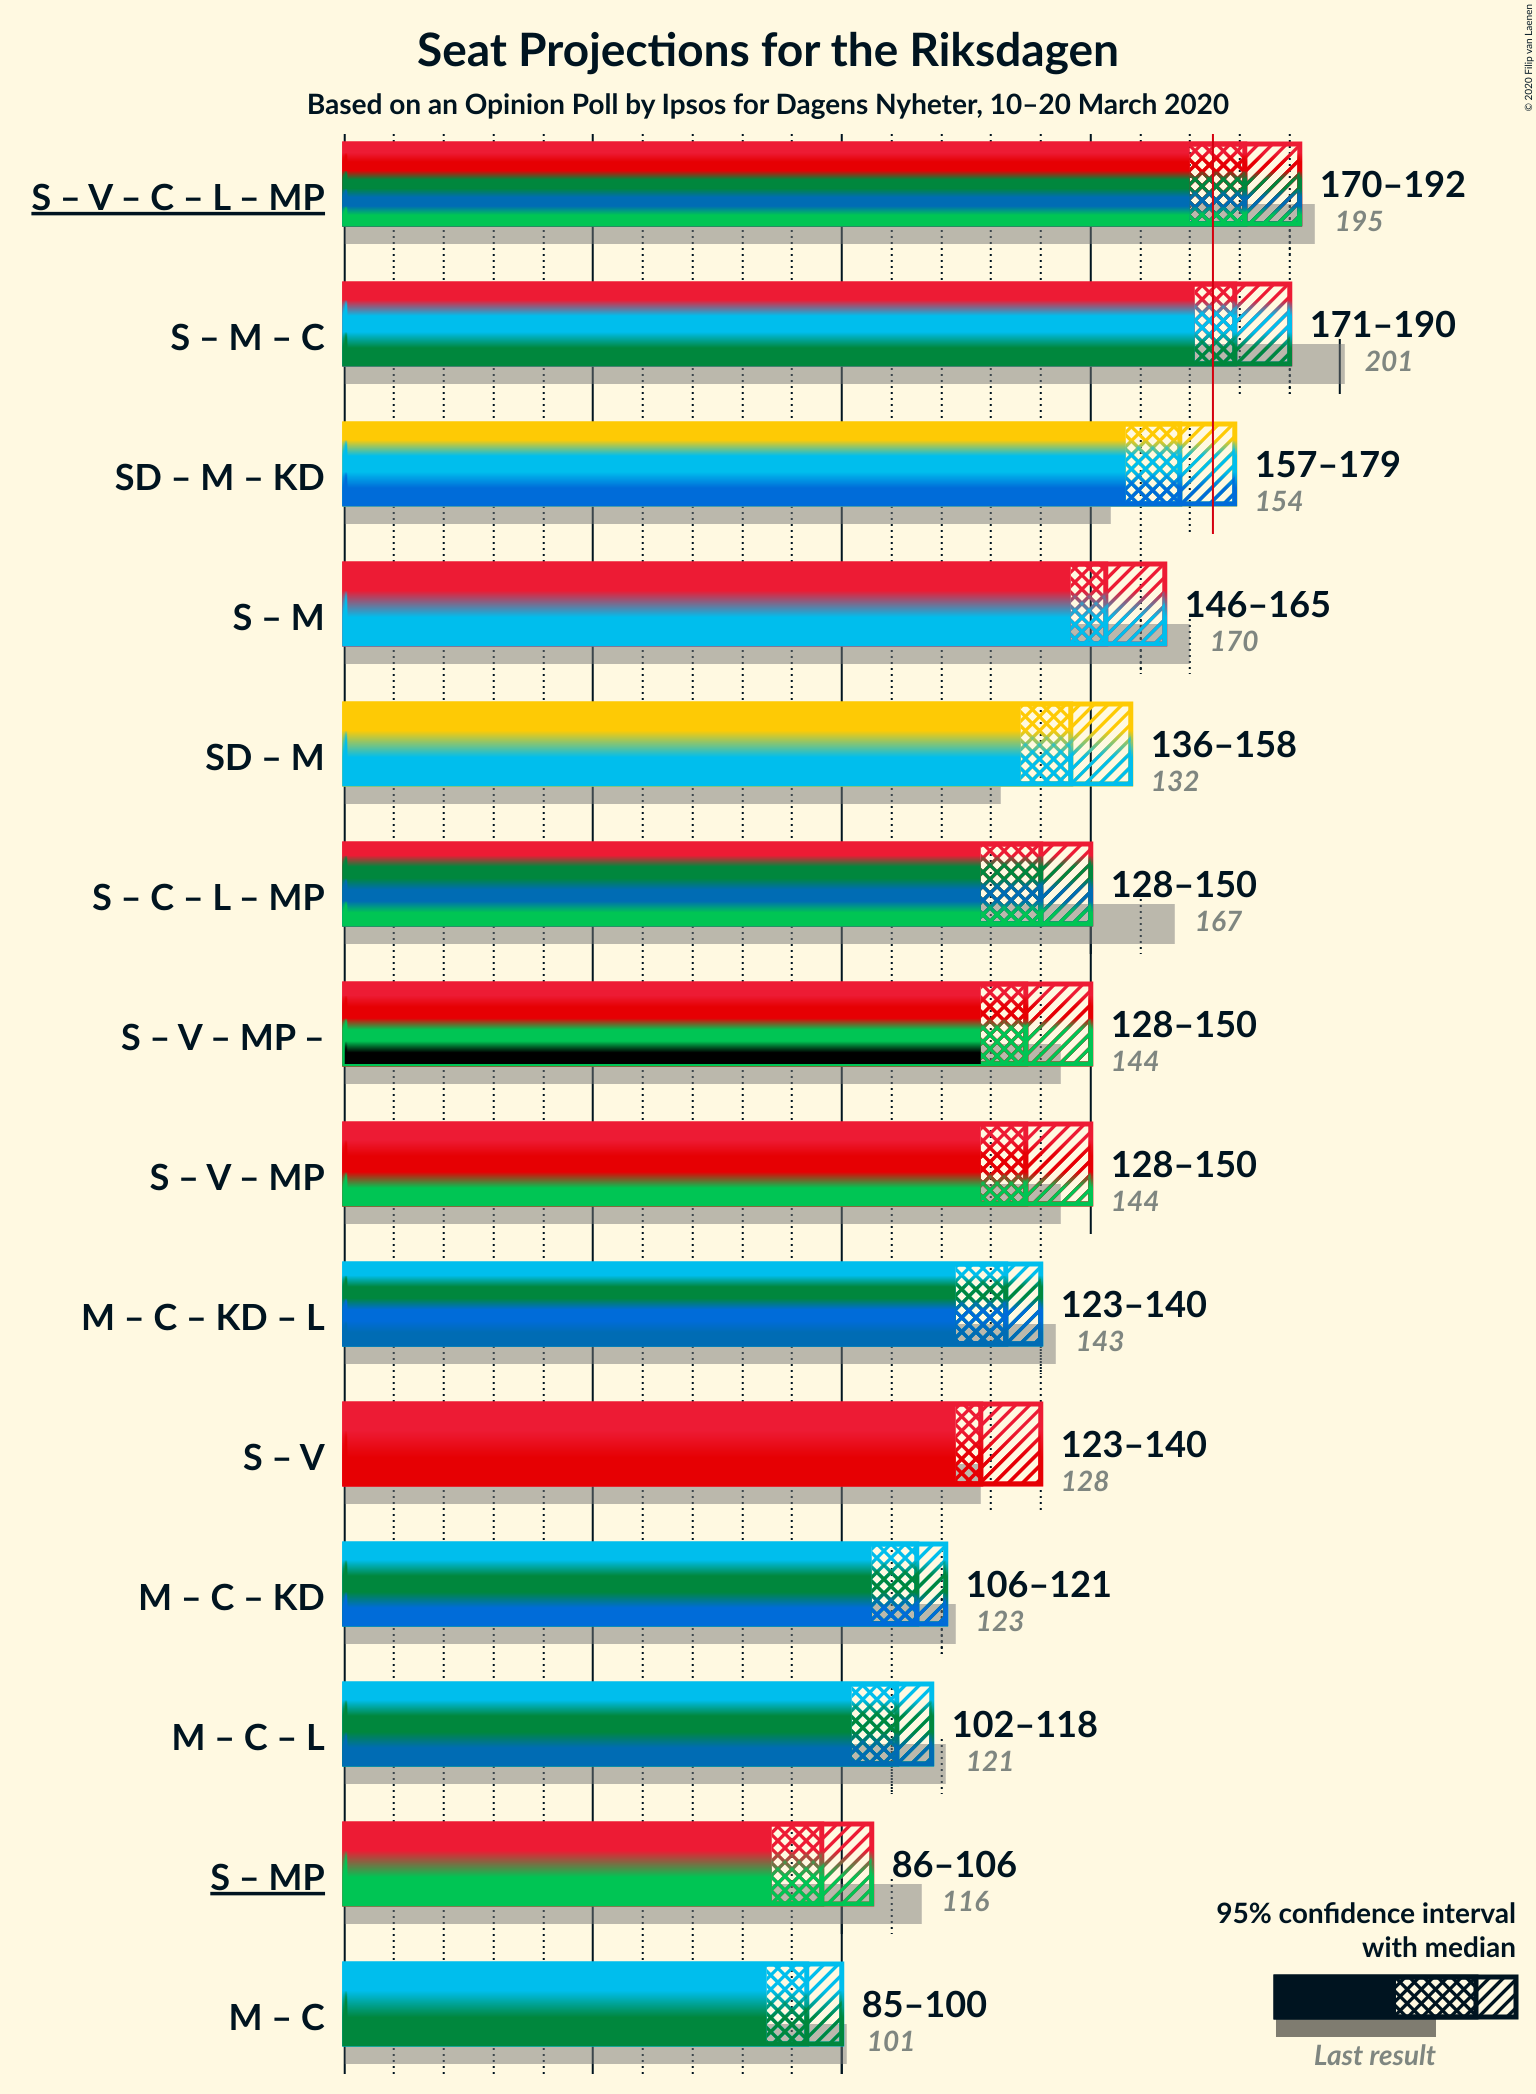 Seat Projections for the Riksdagen
Based on an Opinion Poll by Ipsos for Dagens Nyheter, 10–20 March 2020
© 2020 Filip van Laenen
S – V – C – L – MP
170–192
195
S – M – C
171–190
201
SD – M – KD
157–179
154
S – M
146–165
170
SD – M
136–158
132
S – C – L – MP
128–150
167
S – V – MP –
128–150
144
S – V – MP
128–150
144
M – C – KD – L
123–140
143
S – V
123–140
128
M – C – KD
106–121
123
M – C – L
102–118
121
S – MP
86–106
116
M – C
85–100
101
95% confidence interval
with median
Last result